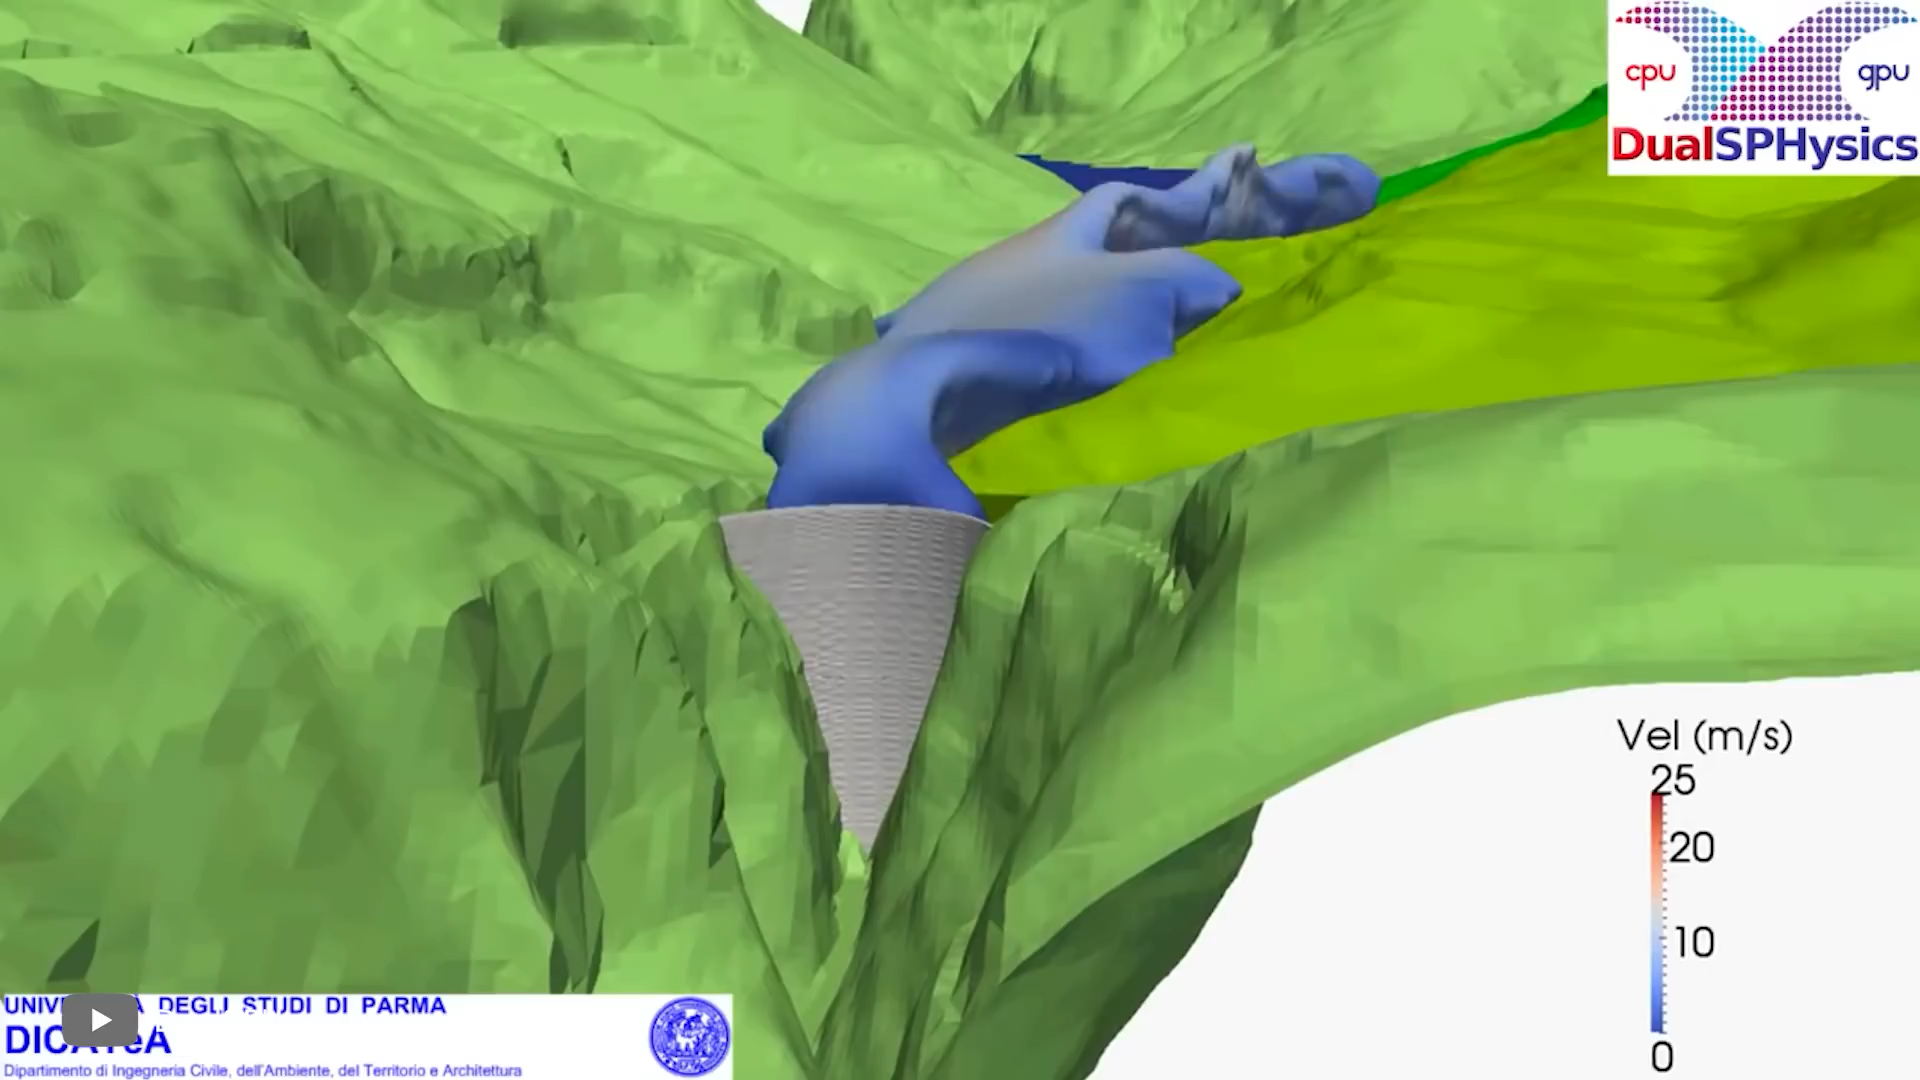 cpu gpu
DualSPHysics
Vel (m/s)
25
20
10
0
DEGLI STUDI DI PARMA
Dipartimento di Ingegneria Civile, dell'Ambiente, del Territorio e Architettura